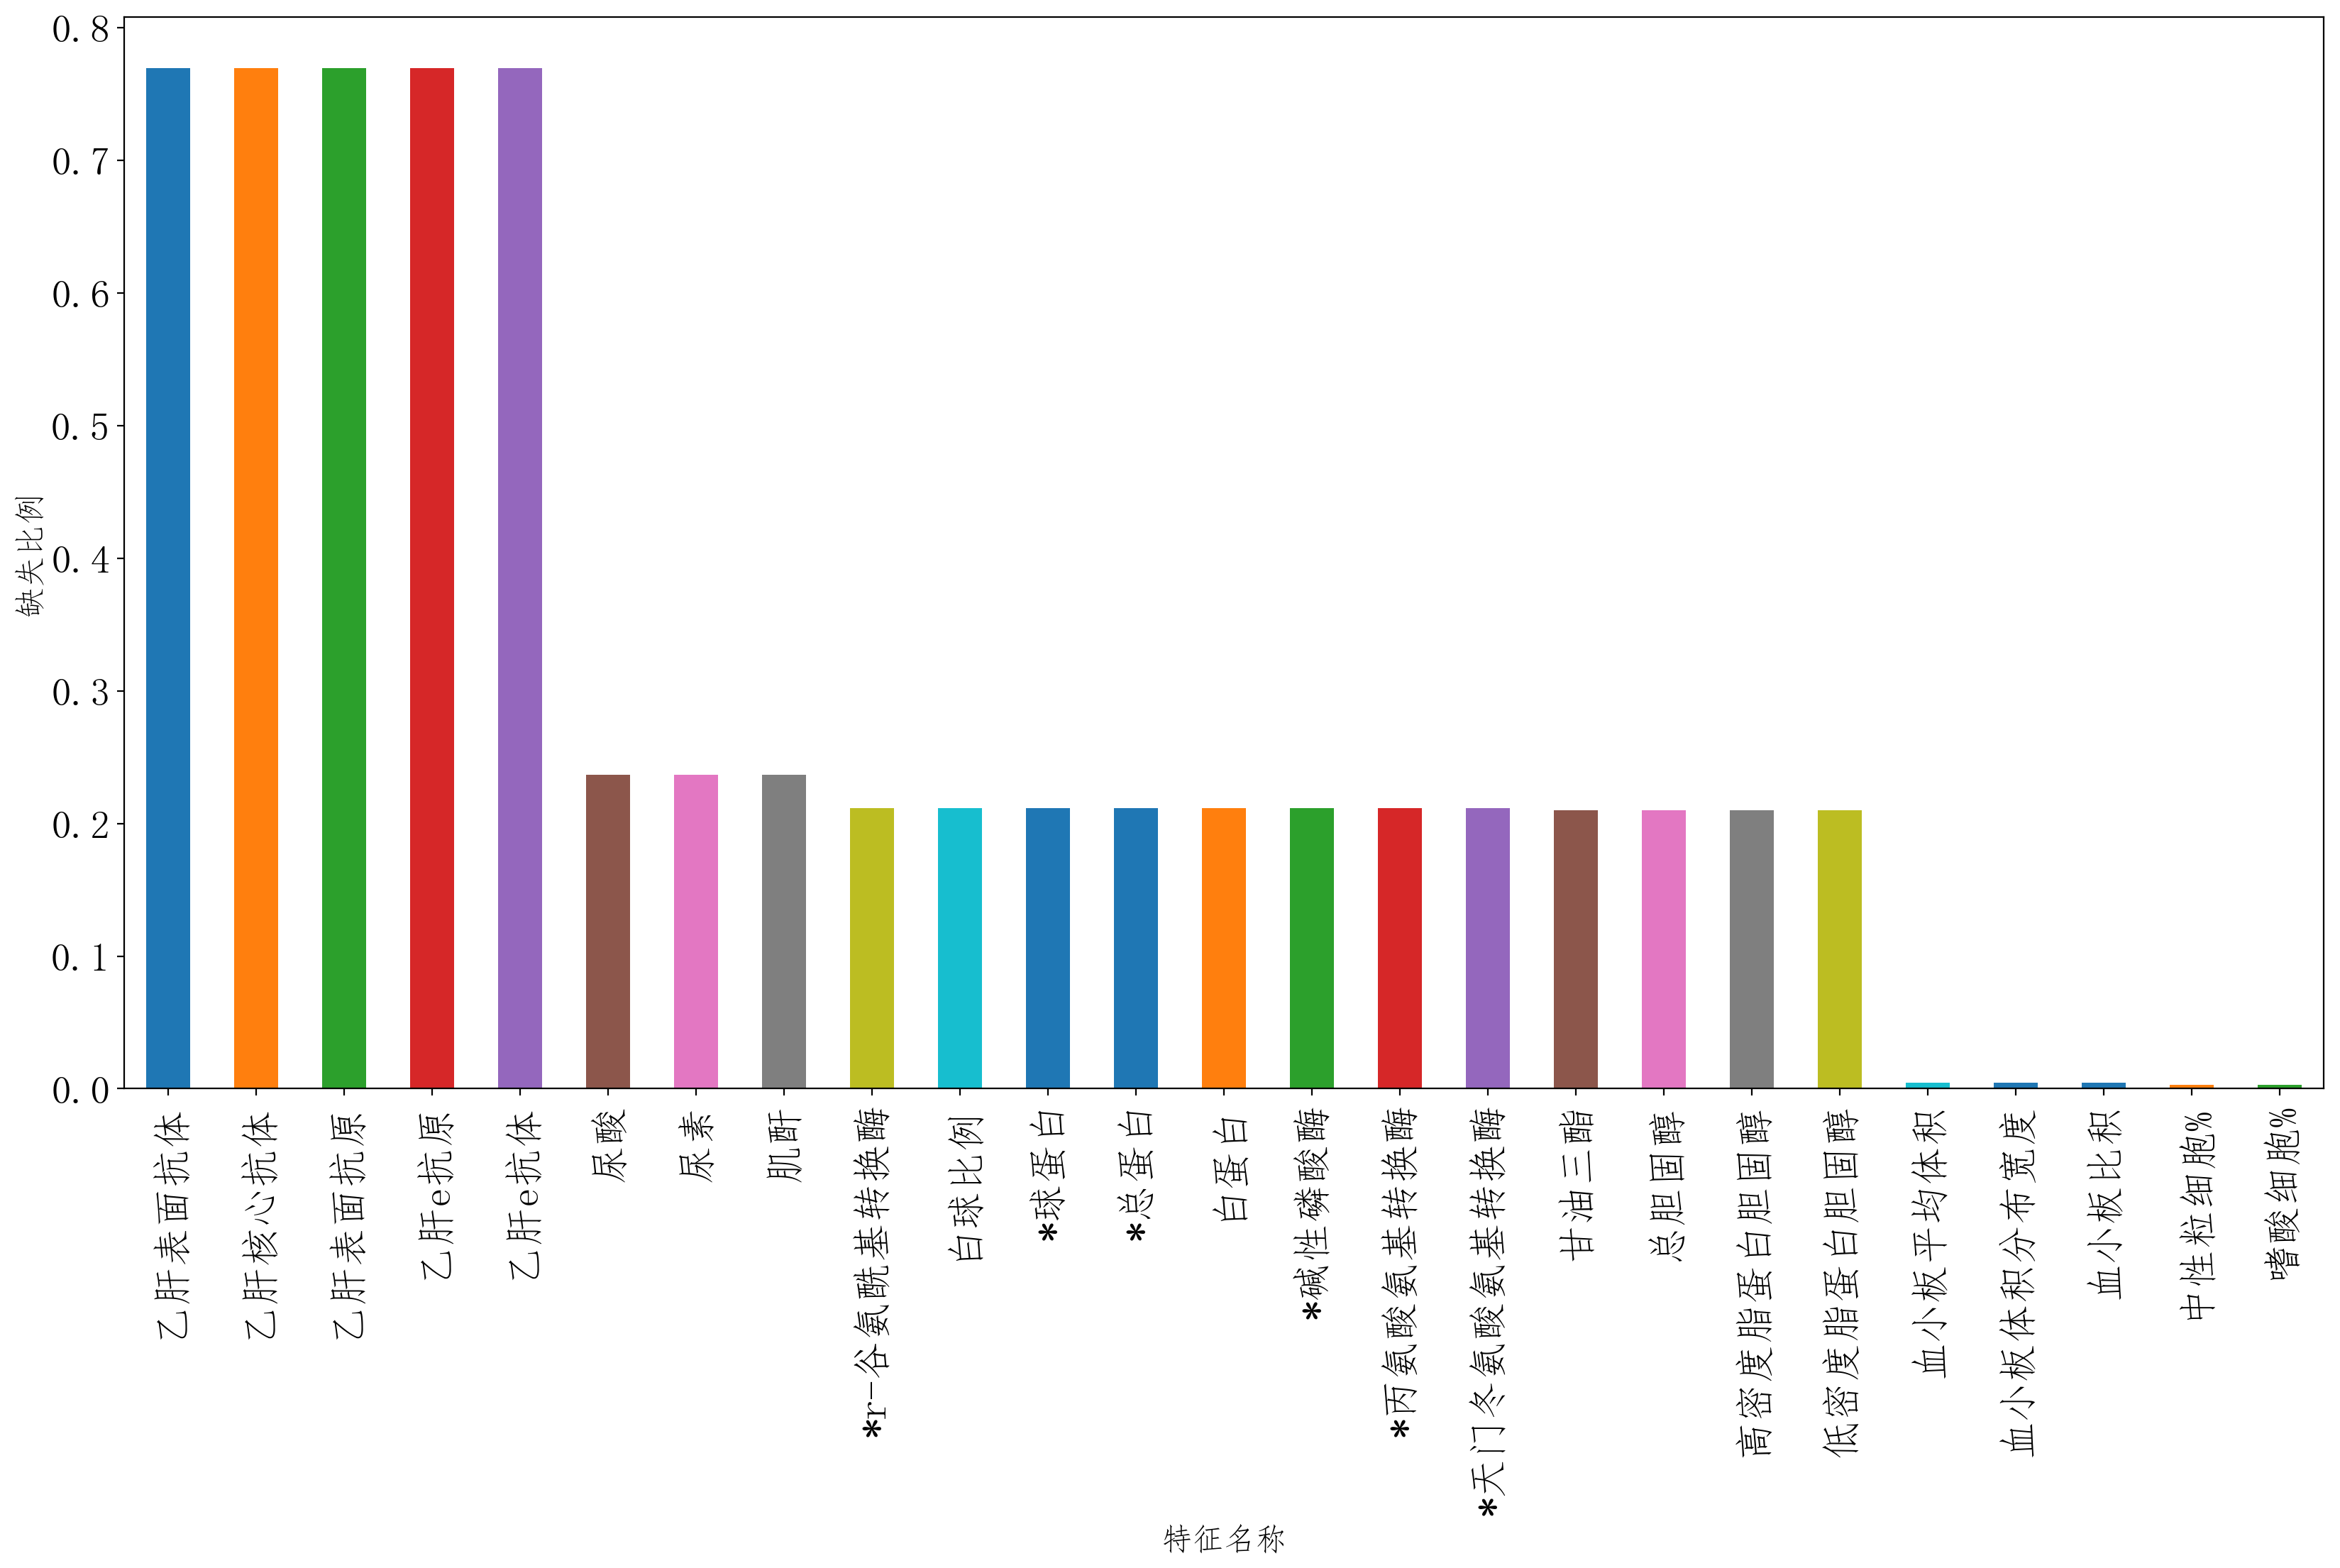 0.8
0.7
0.6
0.5
0.4
0.3
0.2
0.1
0.0
缺失比例
乙肝表面抗体
乙肝核心抗体
乙肝表面抗原
乙肝e抗原
乙肝e抗体
尿酸
尿素
肌酐
*r-谷氨酰基转换酶
白球比例
*球蛋白
*总蛋白
白蛋白
*碱性磷酸酶
*丙氨酸氨基转换酶
*天门冬氨酸氨基转换酶
甘油三酯
总胆固醇
高密度脂蛋白胆固醇
低密度脂蛋白胆固醇
血小板平均体积
血小板体积分布宽度
血小板比积
中性粒细胞%
嗜酸细胞%
特征名称